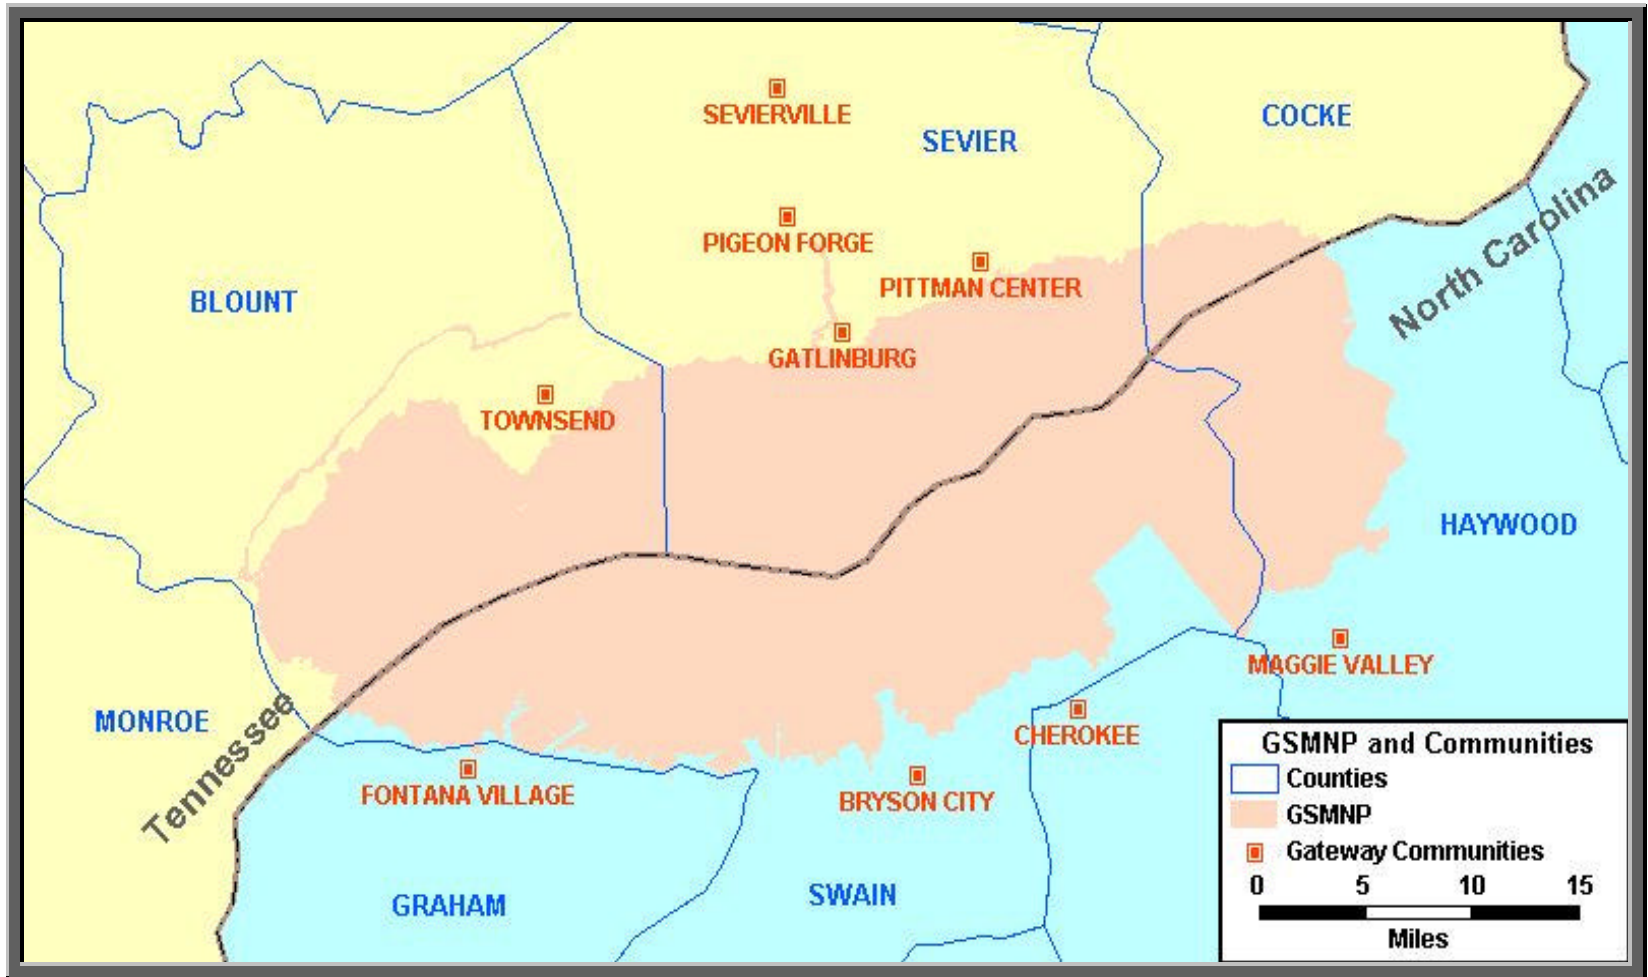 SEVIERVILLE
COCKE
SEVIER
PIGEON FORGE
PITTMAN CENTER
North Carolina
BLOUNT
GATLINBURG
TOWNSEND
HAYWOOD
MAGGIE VALLEY
MONROE
Tennessee
CHEROKEE
FONTANA VILLAGE
BRYSON CITY
GRAHAM
SWAIN
GSMNP and Communities
Counties
GSMNP
Gateway Communities
0 5 10 15
Miles